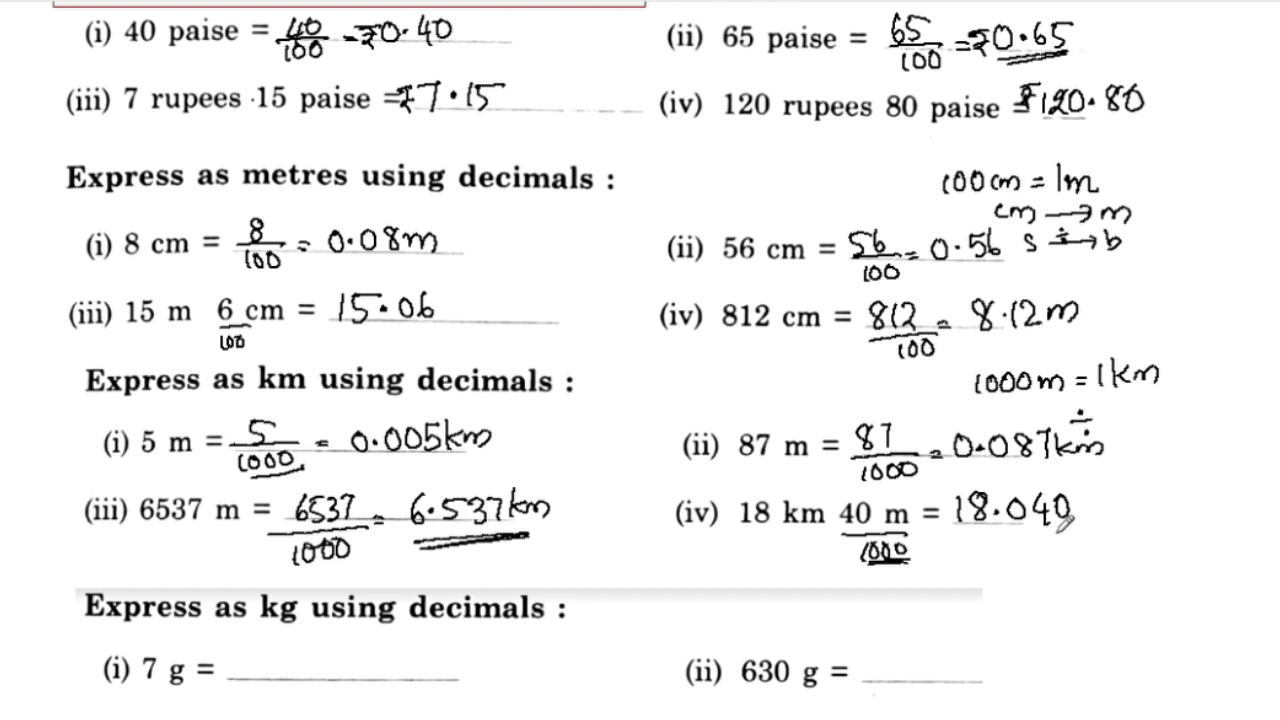 (i) 40 paise = 40/100 = ₹0.40 (ii) 65 paise = 65/100 = ₹0.65
(iii) 7 rupees 15 paise = ₹7.15 (iv) 120 rupees 80 paise ₹120.80
Express as metres using decimals : 100 cm = 1m
cm → m
(i) 8 cm = 8/100 = 0.08m (ii) 56 cm = 56/100 = 0.56 s ÷→ b
(iii) 15 m 6 cm/100 = 15.06 (iv) 812 cm = 812/100 = 8.12m
Express as km using decimals : 1000m = 1km
÷
(i) 5 m = 5/1000 = 0.005km (ii) 87 m = 87/1000 = 0.087km
(iii) 6537 m = 6537/1000 = 6.537km (iv) 18 km 40 m/1000 = 18.040
Express as kg using decimals :
(i) 7 g = (ii) 630 g =